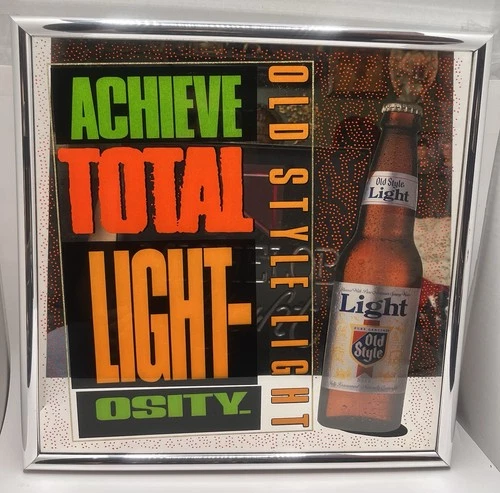 ACHIEVE
TOTAL
LIGHT-
OSITY.
OLD STYLE LIGHT
Old Style
Light
Light
Old
Style